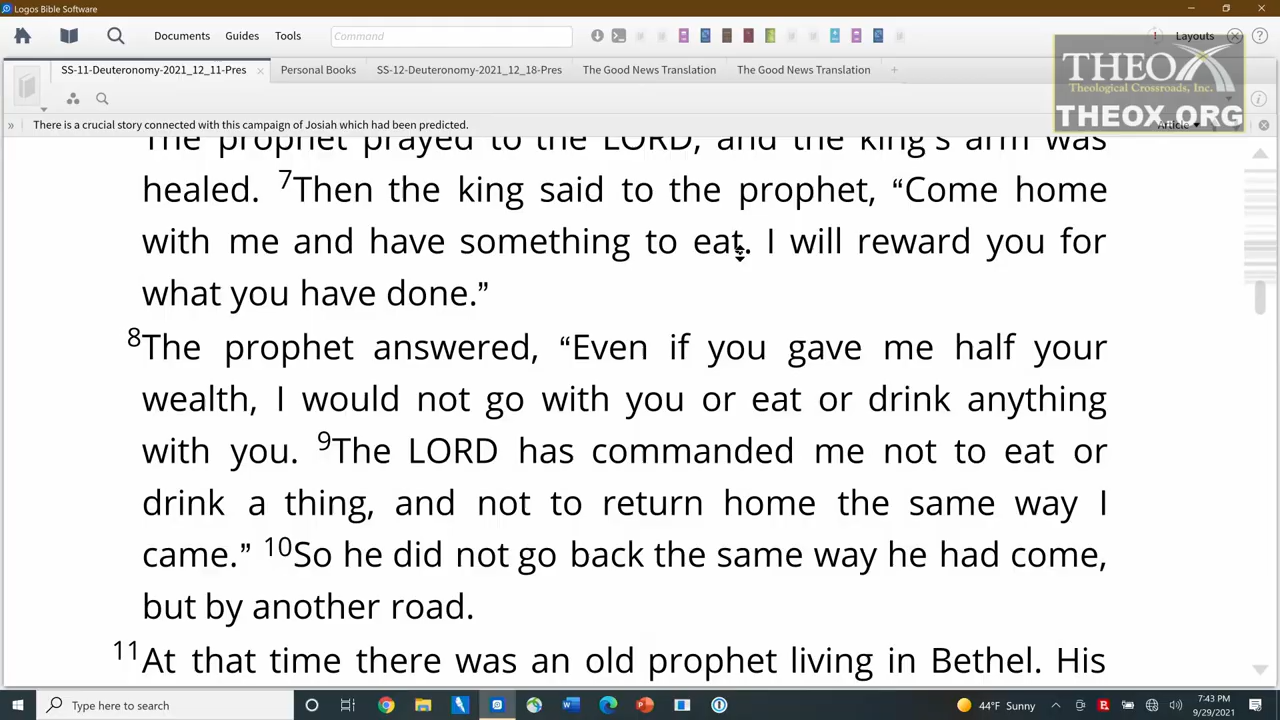 Logos Bible Software
Documents Guides Tools Command Layouts
SS-11-Deuteronomy-2021_12_11-Pres Personal Books SS-12-Deuteronomy-2021_12_18-Pres The Good News Translation The Good News Translation
THEOX
Theological Crossroads, Inc.
THEOX.ORG
There is a crucial story connected with this campaign of Josiah which had been predicted. Article
The prophet prayed to the LORD, and the king's arm was
healed. 7Then the king said to the prophet, “Come home
with me and have something to eat. I will reward you for
what you have done.”
8The prophet answered, “Even if you gave me half your
wealth, I would not go with you or eat or drink anything
with you. 9The LORD has commanded me not to eat or
drink a thing, and not to return home the same way I
came.” 10So he did not go back the same way he had come,
but by another road.
11At that time there was an old prophet living in Bethel. His
Type here to search 44°F Sunny 7:43 PM
9/29/2021